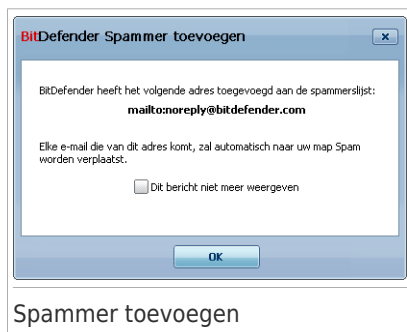 BitDefender Spammer toevoegen
BitDefender heeft het volgende adres toegevoegd aan de spammerslijst:
mailto:noreply@bitdefender.com
Elke e-mail die van dit adres komt, zal automatisch naar uw map Spam
worden verplaatst.
Dit bericht niet meer weergeven
OK
Spammer toevoegen